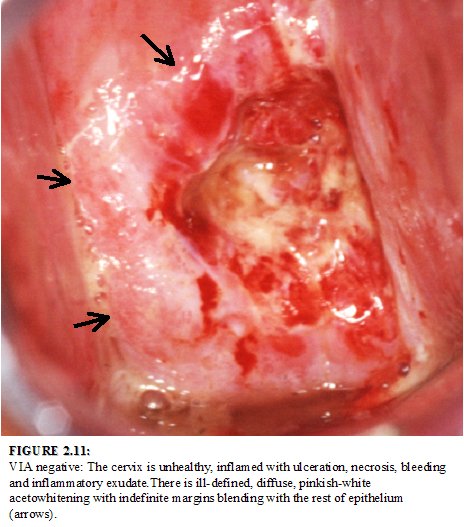 FIGURE 2.11:
VIA negative: The cervix is unhealthy, inflamed with ulceration, necrosis, bleeding
and inflammatory exudate.There is ill-defined, diffuse, pinkish-white
acetowhitening with indefinite margins blending with the rest of epithelium
(arrows).